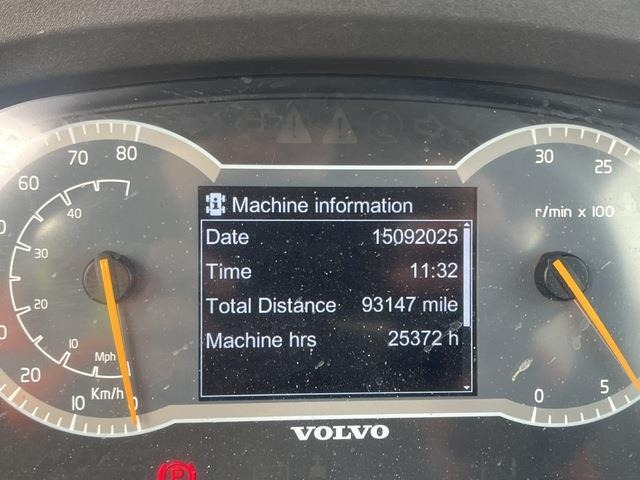 80
70
60
40
30
20
10
Mph
20
10
Km/h
0
Machine information
Date 15092025
Time 11:32
Total Distance 93147 mile
Machine hrs 25372 h
30
25
r/min x 100
5
0
VOLVO
P